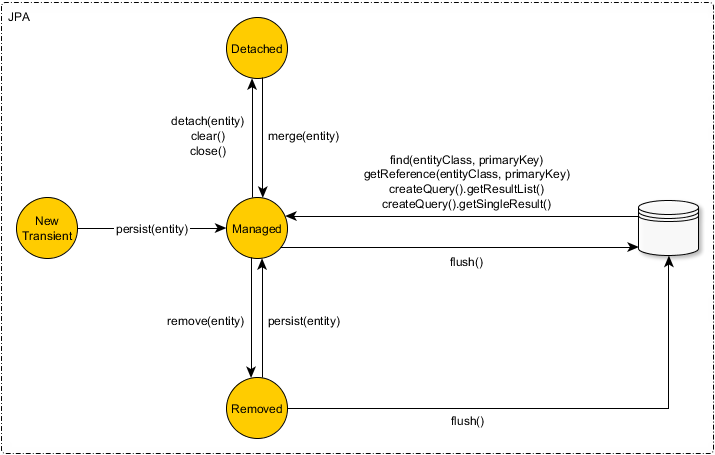 JPA
Detached
detach(entity)
clear()
close()
merge(entity)
find(entityClass, primaryKey)
getReference(entityClass, primaryKey)
createQuery().getResultList()
createQuery().getSingleResult()
New
Transient
persist(entity)
Managed
flush()
remove(entity)
persist(entity)
Removed
flush()